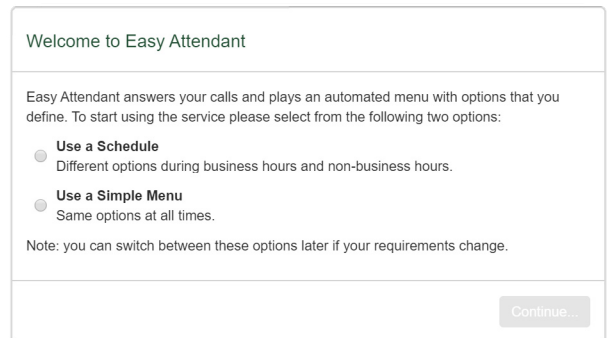 Welcome to Easy Attendant
Easy Attendant answers your calls and plays an automated menu with options that you
define. To start using the service please select from the following two options:
Use a Schedule
Different options during business hours and non-business hours.
Use a Simple Menu
Same options at all times.
Note: you can switch between these options later if your requirements change.
Continue...